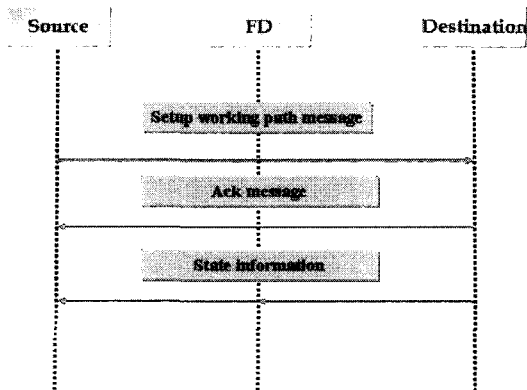 Source FD Destination
Setup working path message
Ack message
State information